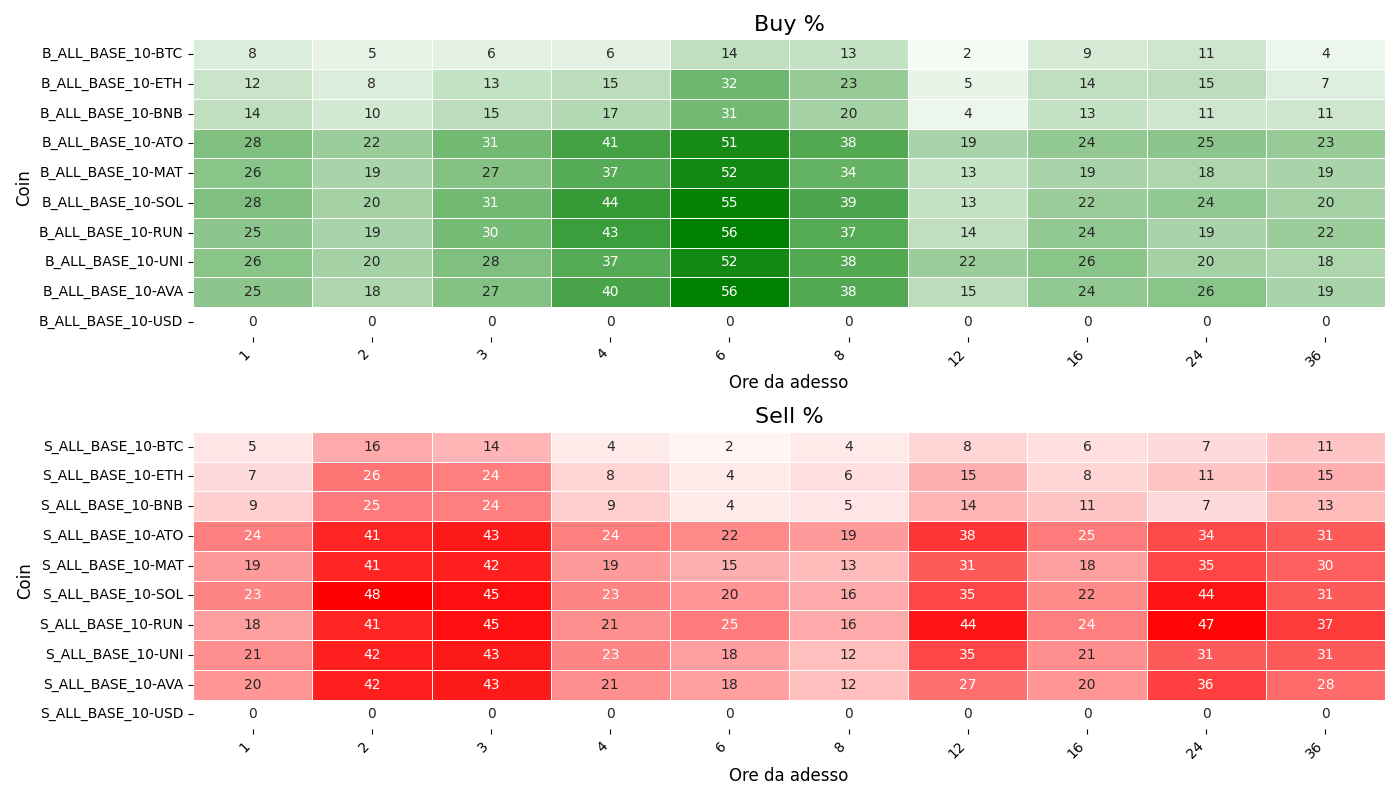 Buy %
Coin
B_ALL_BASE_10-BTC 8 5 6 6 14 13 2 9 11 4
B_ALL_BASE_10-ETH 12 8 13 15 32 23 5 14 15 7
B_ALL_BASE_10-BNB 14 10 15 17 31 20 4 13 11 11
B_ALL_BASE_10-ATO 28 22 31 41 51 38 19 24 25 23
B_ALL_BASE_10-MAT 26 19 27 37 52 34 13 19 18 19
B_ALL_BASE_10-SOL 28 20 31 44 55 39 13 22 24 20
B_ALL_BASE_10-RUN 25 19 30 43 56 37 14 24 19 22
B_ALL_BASE_10-UNI 26 20 28 37 52 38 22 26 20 18
B_ALL_BASE_10-AVA 25 18 27 40 56 38 15 24 26 19
B_ALL_BASE_10-USD 0 0 0 0 0 0 0 0 0 0
1 2 3 4 6 8 12 16 24 36
Ore da adesso
Sell %
Coin
S_ALL_BASE_10-BTC 5 16 14 4 2 4 8 6 7 11
S_ALL_BASE_10-ETH 7 26 24 8 4 6 15 8 11 15
S_ALL_BASE_10-BNB 9 25 24 9 4 5 14 11 7 13
S_ALL_BASE_10-ATO 24 41 43 24 22 19 38 25 34 31
S_ALL_BASE_10-MAT 19 41 42 19 15 13 31 18 35 30
S_ALL_BASE_10-SOL 23 48 45 23 20 16 35 22 44 31
S_ALL_BASE_10-RUN 18 41 45 21 25 16 44 24 47 37
S_ALL_BASE_10-UNI 21 42 43 23 18 12 35 21 31 31
S_ALL_BASE_10-AVA 20 42 43 21 18 12 27 20 36 28
S_ALL_BASE_10-USD 0 0 0 0 0 0 0 0 0 0
1 2 3 4 6 8 12 16 24 36
Ore da adesso